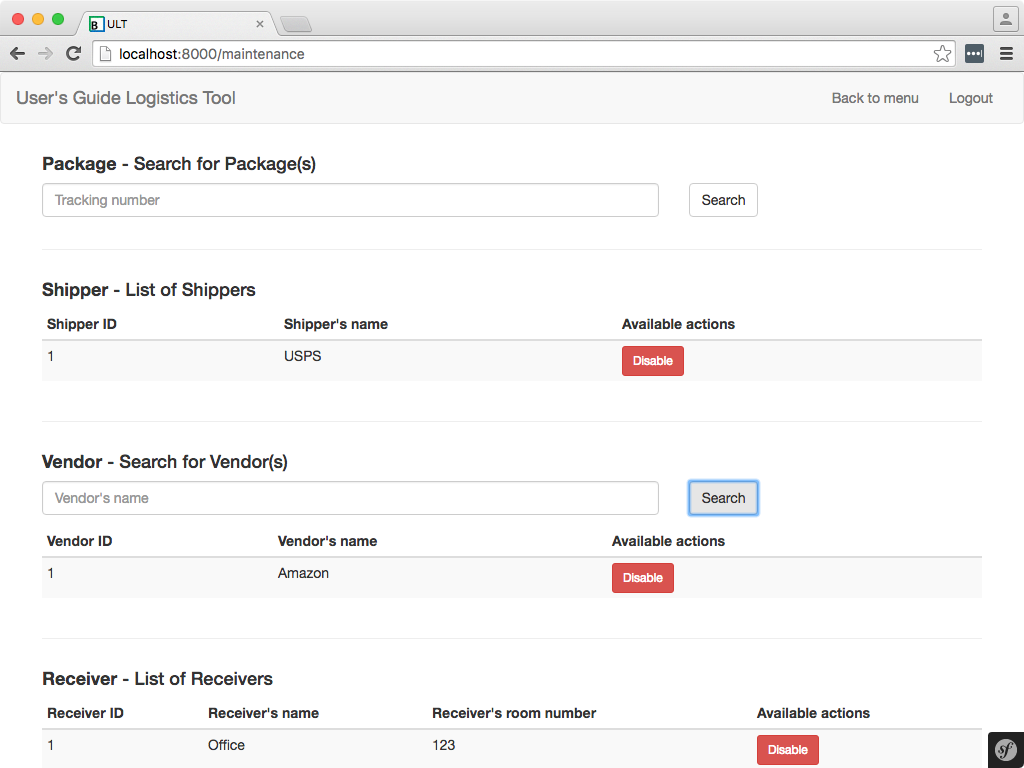 B ULT
localhost:8000/maintenance
User's Guide Logistics Tool Back to menu Logout
Package - Search for Package(s)
Tracking number Search
Shipper - List of Shippers
Shipper ID Shipper's name Available actions
1 USPS Disable
Vendor - Search for Vendor(s)
Vendor's name Search
Vendor ID Vendor's name Available actions
1 Amazon Disable
Receiver - List of Receivers
Receiver ID Receiver's name Receiver's room number Available actions
1 Office 123 Disable
sf